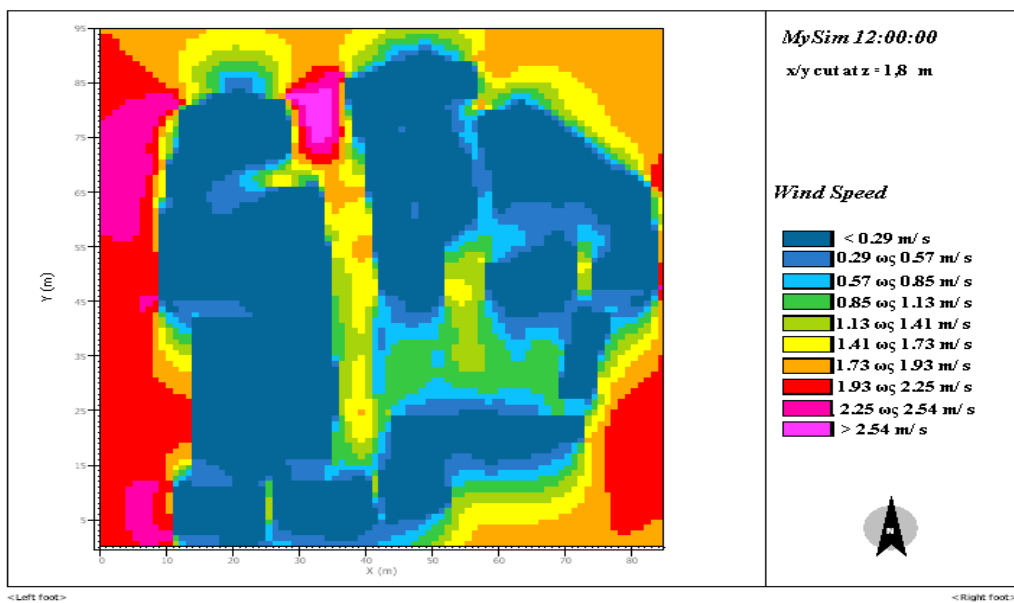 MySim 12:00:00
x/y cut at z = 1,8 m
Wind Speed
< 0.29 m/s
0.29 ως 0.57 m/s
0.57 ως 0.85 m/s
0.85 ως 1.13 m/s
1.13 ως 1.41 m/s
1.41 ως 1.73 m/s
1.73 ως 1.93 m/s
1.93 ως 2.25 m/s
2.25 ως 2.54 m/s
> 2.54 m/s
N
95
85
75
65
55
45
35
25
15
5
Y (m)
0 10 20 30 40 50 60 70 80
X (m)
<Left foot> <Right foot>